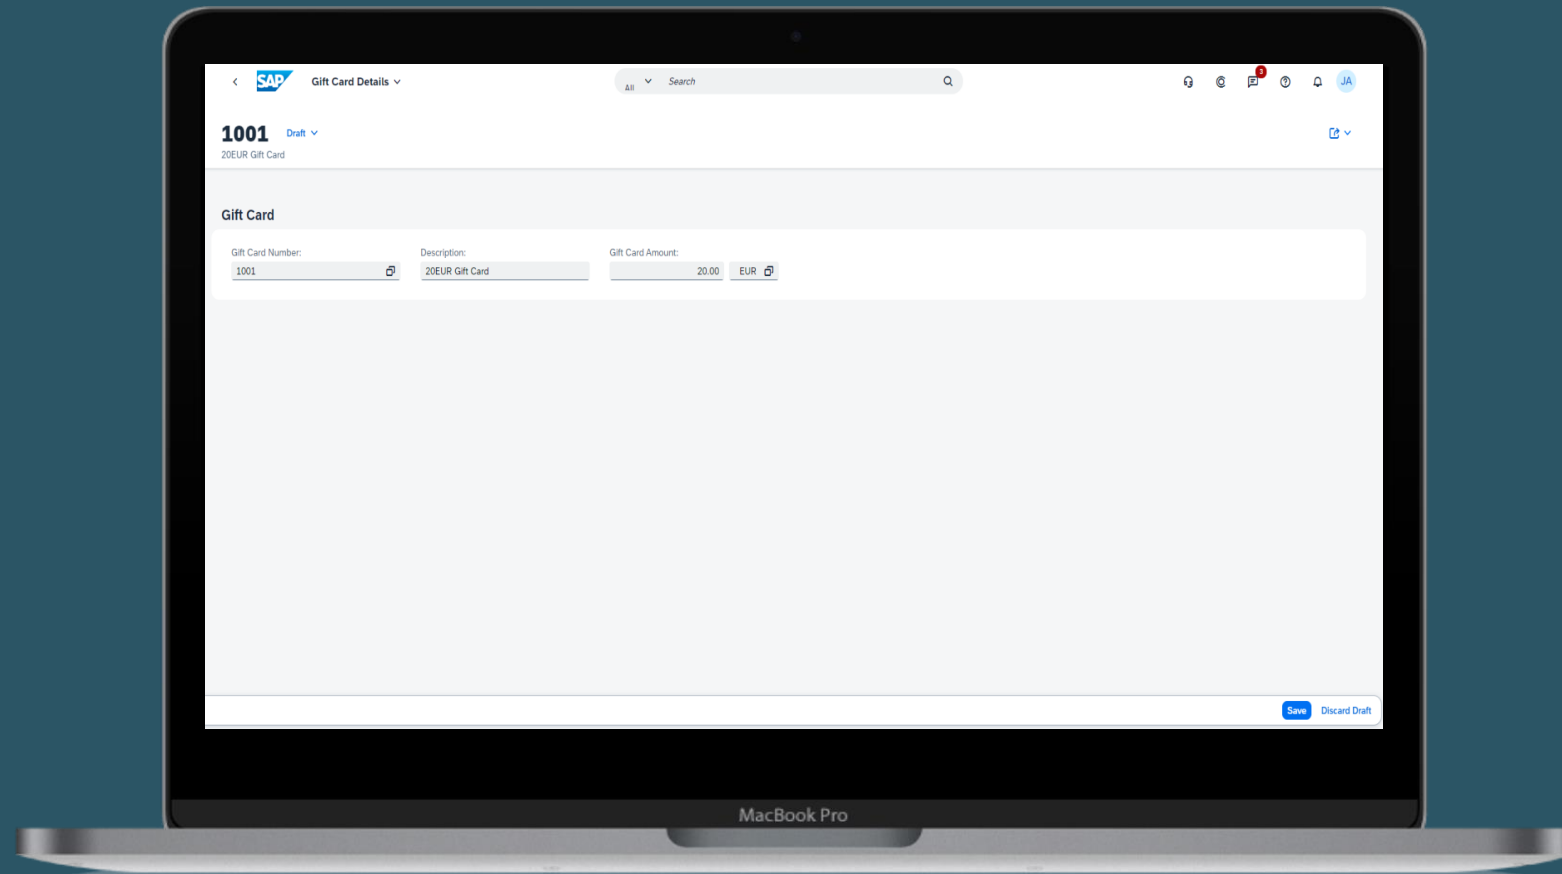 SAP Gift Card Details All Search 3 JA
1001 Draft
20EUR Gift Card
Gift Card
Gift Card Number: Description: Gift Card Amount:
1001 20EUR Gift Card 20.00 EUR
Save Discard Draft
MacBook Pro